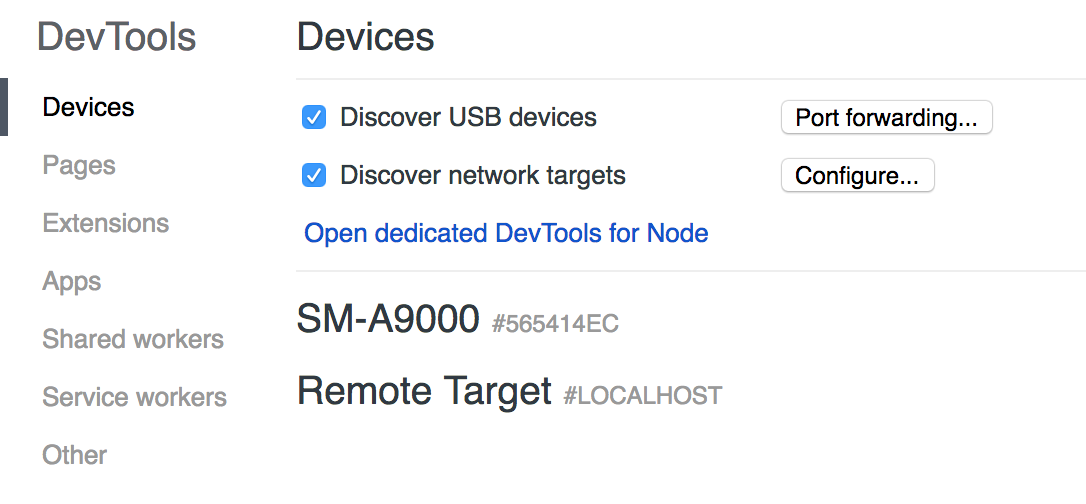 DevTools
Devices
Pages
Extensions
Apps
Shared workers
Service workers
Other
Devices
Discover USB devices
Port forwarding...
Discover network targets
Configure...
Open dedicated DevTools for Node
SM-A9000 #565414EC
Remote Target #LOCALHOST